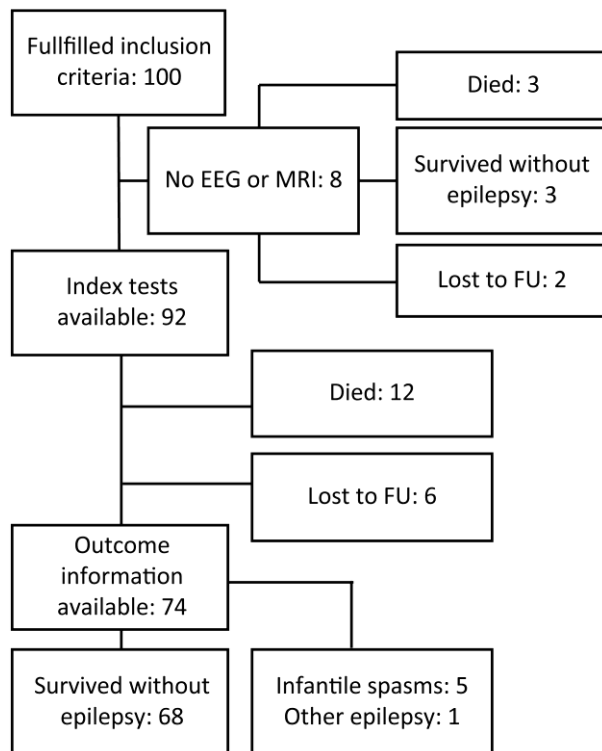 Fullfilled inclusion
criteria: 100
Died: 3
No EEG or MRI: 8
Survived without
epilepsy: 3
Lost to FU: 2
Index tests
available: 92
Died: 12
Lost to FU: 6
Outcome
information
available: 74
Survived without
epilepsy: 68
Infantile spasms: 5
Other epilepsy: 1